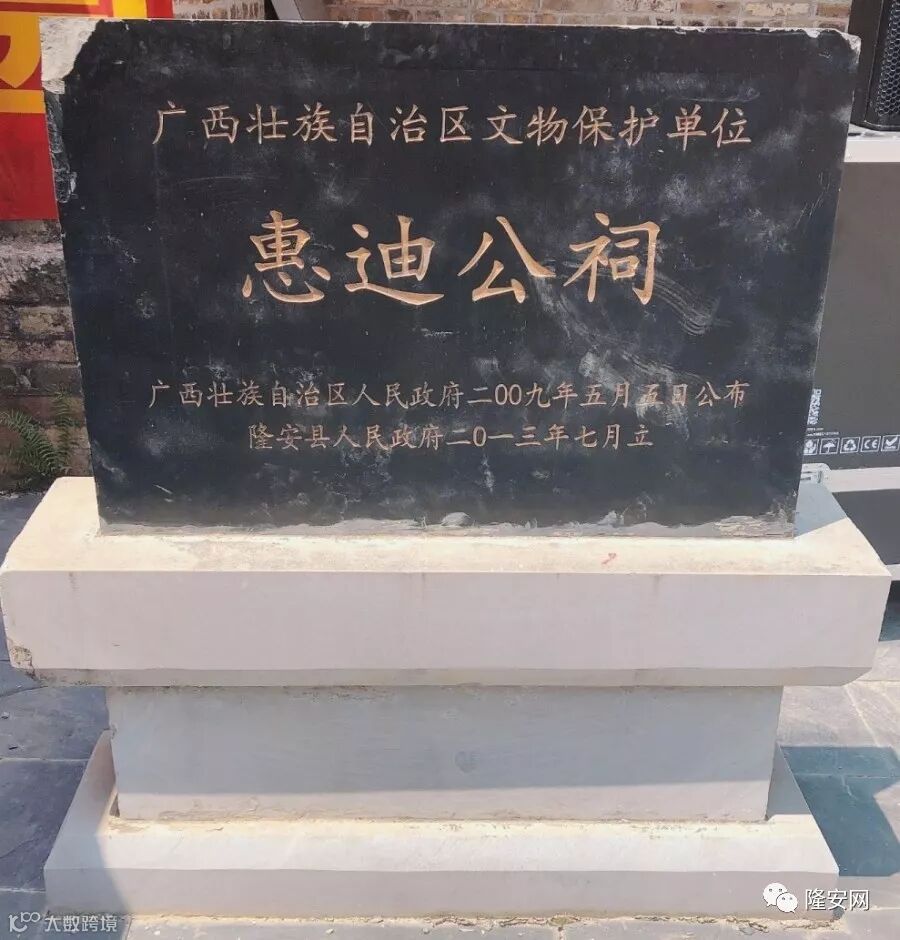 广西壮族自治区文物保护单位
惠迪公祠
广西壮族自治区人民政府二00九年五月五日公布
隆安县人民政府二0一三年七月立
大数跨境
隆安网